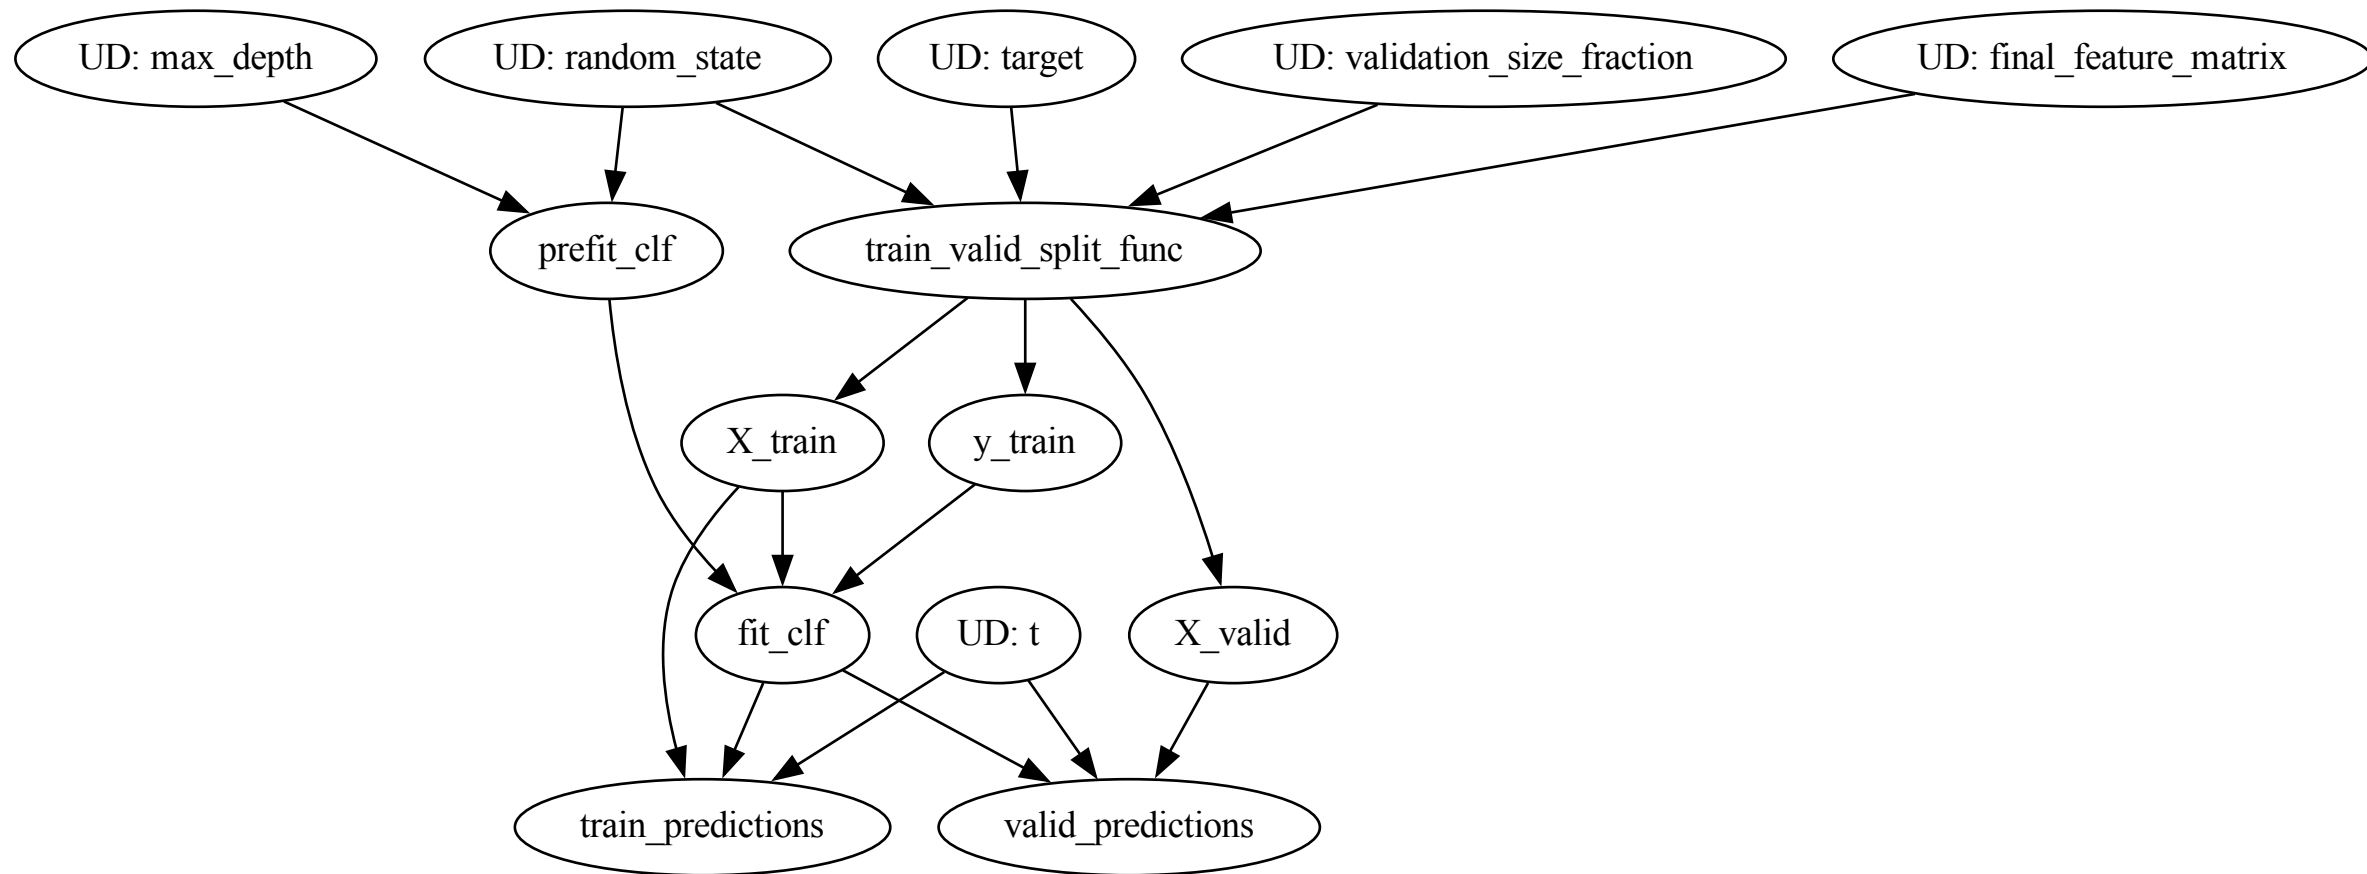 UD: max_depth
UD: random_state
UD: target
UD: validation_size_fraction
UD: final_feature_matrix
prefit_clf
train_valid_split_func
X_train
y_train
fit_clf
UD: t
X_valid
train_predictions
valid_predictions